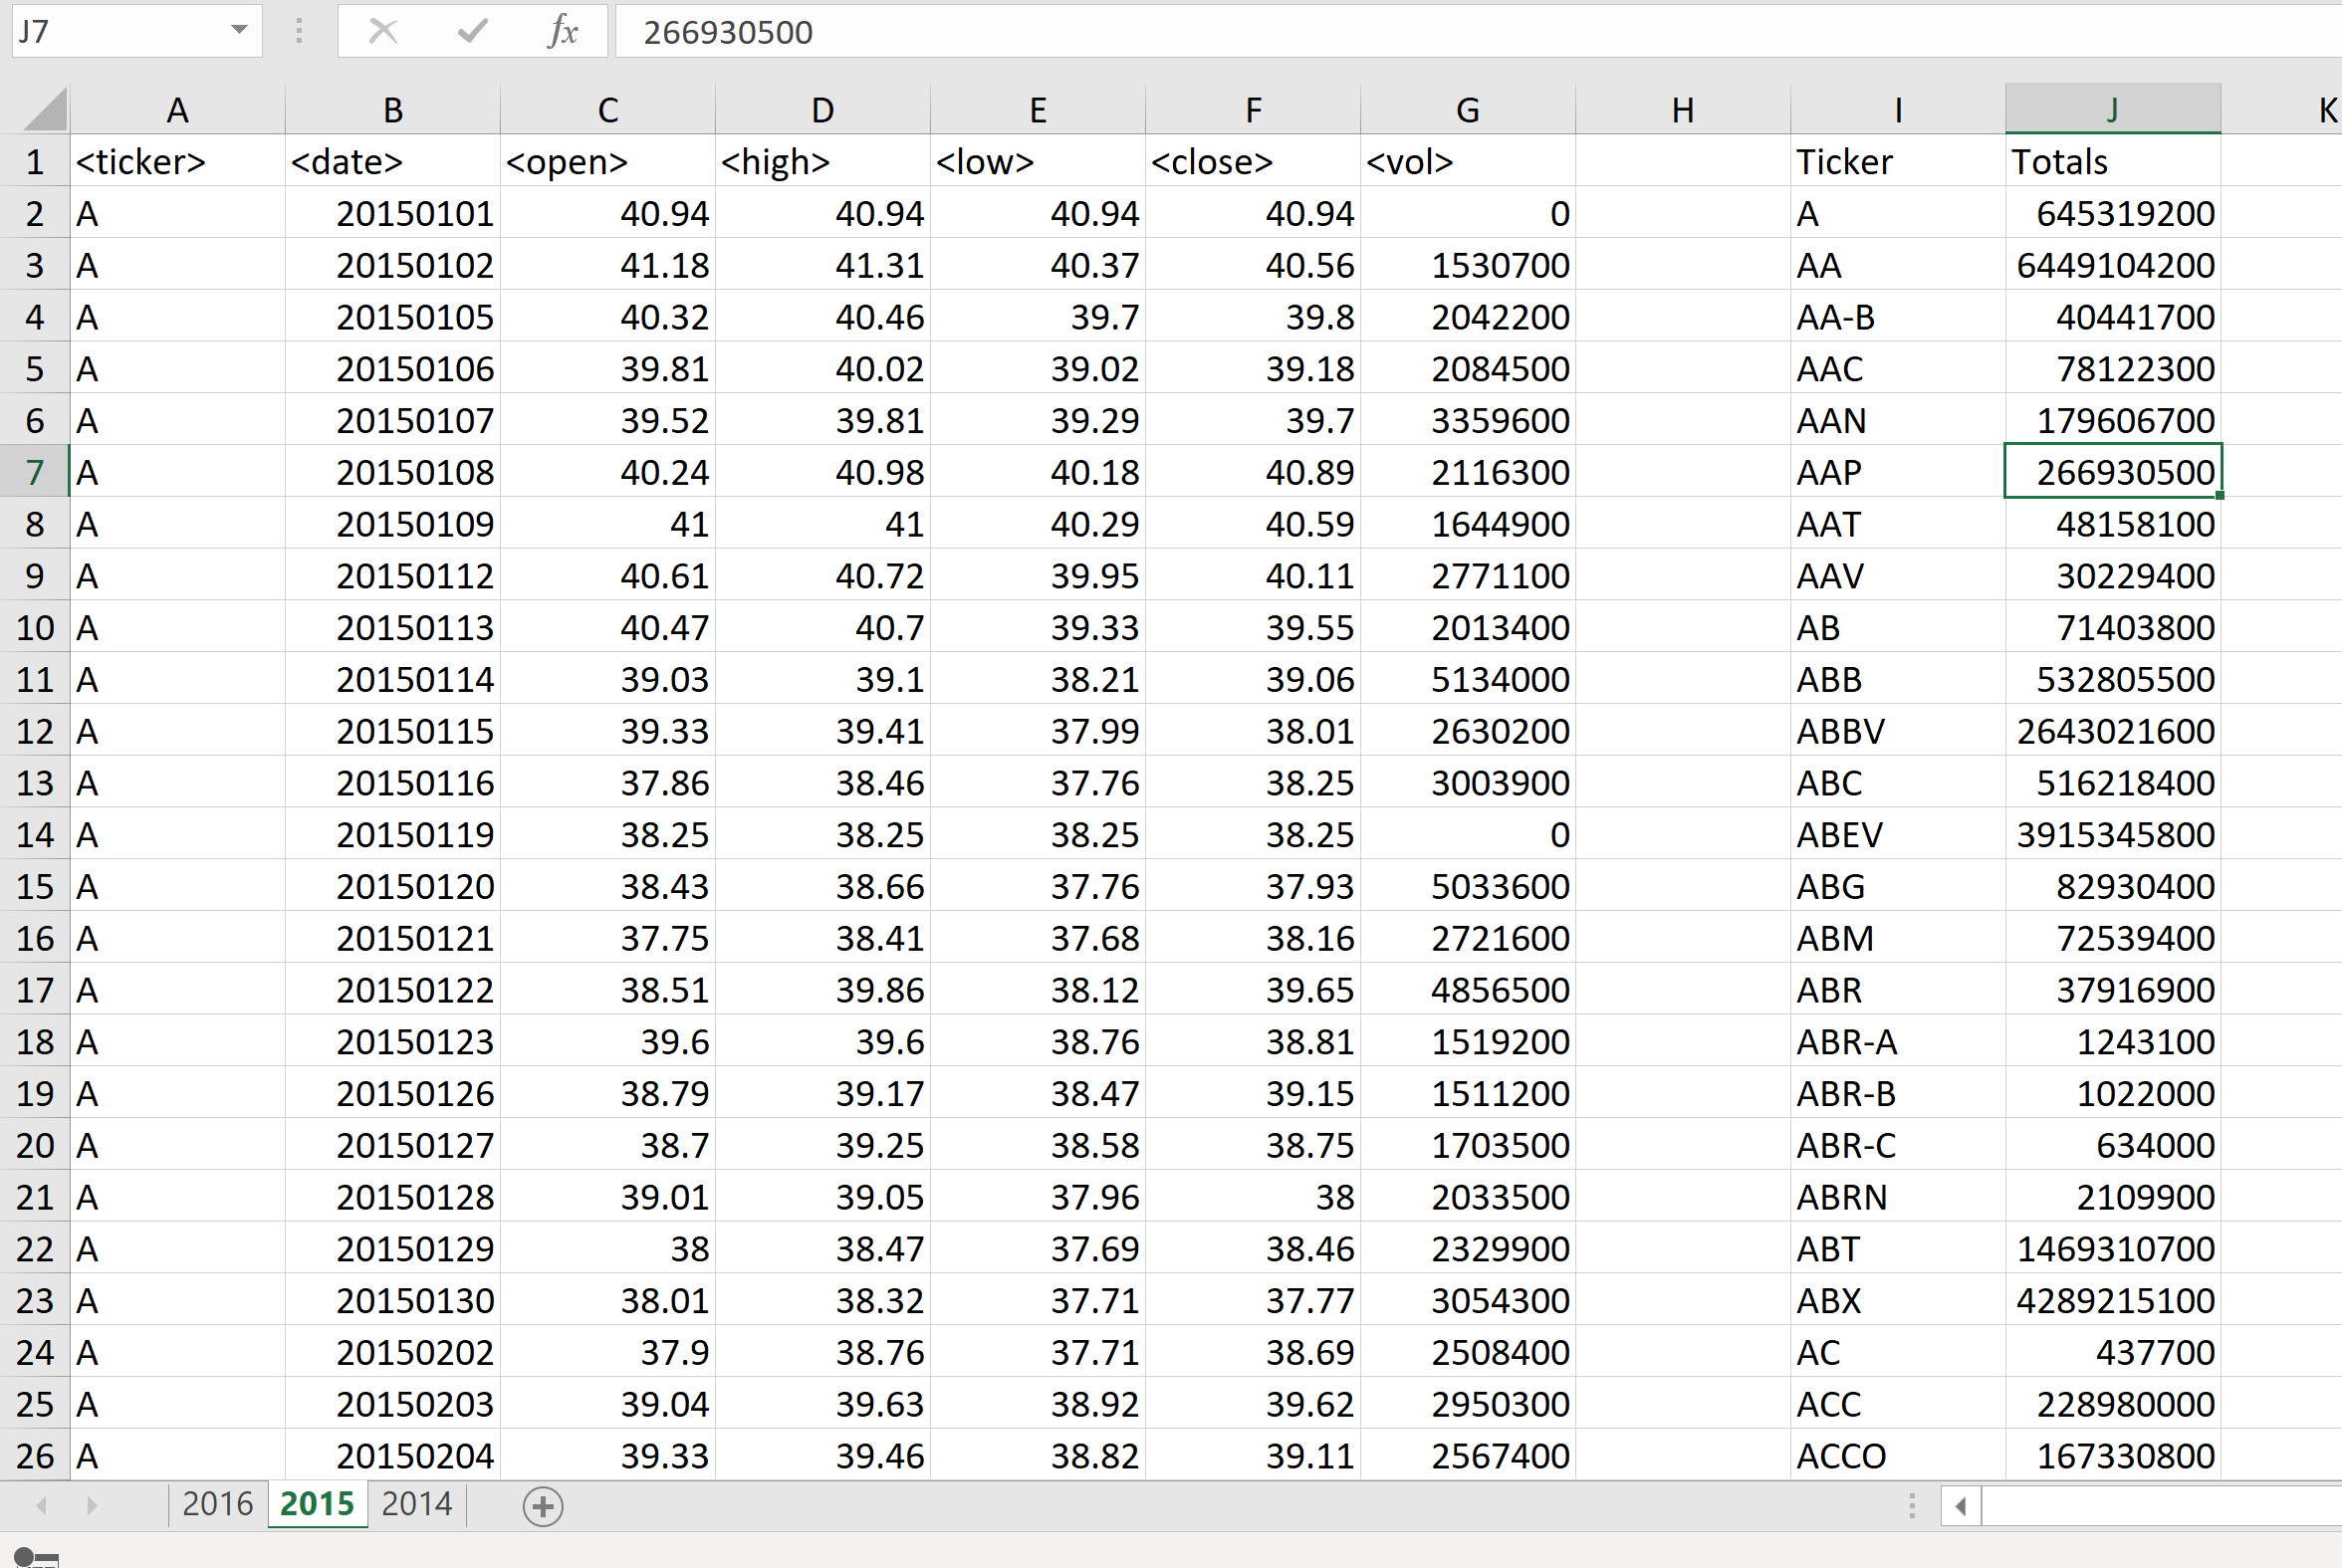 J7 fx 266930500
A B C D E F G H I J K
1 <ticker> <date> <open> <high> <low> <close> <vol> Ticker Totals
2 A 20150101 40.94 40.94 40.94 40.94 0 A 645319200
3 A 20150102 41.18 41.31 40.37 40.56 1530700 AA 6449104200
4 A 20150105 40.32 40.46 39.7 39.8 2042200 AA-B 40441700
5 A 20150106 39.81 40.02 39.02 39.18 2084500 AAC 78122300
6 A 20150107 39.52 39.81 39.29 39.7 3359600 AAN 179606700
7 A 20150108 40.24 40.98 40.18 40.89 2116300 AAP 266930500
8 A 20150109 41 41 40.29 40.59 1644900 AAT 48158100
9 A 20150112 40.61 40.72 39.95 40.11 2771100 AAV 30229400
10 A 20150113 40.47 40.7 39.33 39.55 2013400 AB 71403800
11 A 20150114 39.03 39.1 38.21 39.06 5134000 ABB 532805500
12 A 20150115 39.33 39.41 37.99 38.01 2630200 ABBV 2643021600
13 A 20150116 37.86 38.46 37.76 38.25 3003900 ABC 516218400
14 A 20150119 38.25 38.25 38.25 38.25 0 ABEV 3915345800
15 A 20150120 38.43 38.66 37.76 37.93 5033600 ABG 82930400
16 A 20150121 37.75 38.41 37.68 38.16 2721600 ABM 72539400
17 A 20150122 38.51 39.86 38.12 39.65 4856500 ABR 37916900
18 A 20150123 39.6 39.6 38.76 38.81 1519200 ABR-A 1243100
19 A 20150126 38.79 39.17 38.47 39.15 1511200 ABR-B 1022000
20 A 20150127 38.7 39.25 38.58 38.75 1703500 ABR-C 634000
21 A 20150128 39.01 39.05 37.96 38 2033500 ABRN 2109900
22 A 20150129 38 38.47 37.69 38.46 2329900 ABT 1469310700
23 A 20150130 38.01 38.32 37.71 37.77 3054300 ABX 4289215100
24 A 20150202 37.9 38.76 37.71 38.69 2508400 AC 437700
25 A 20150203 39.04 39.63 38.92 39.62 2950300 ACC 228980000
26 A 20150204 39.33 39.46 38.82 39.11 2567400 ACCO 167330800
2016 2015 2014